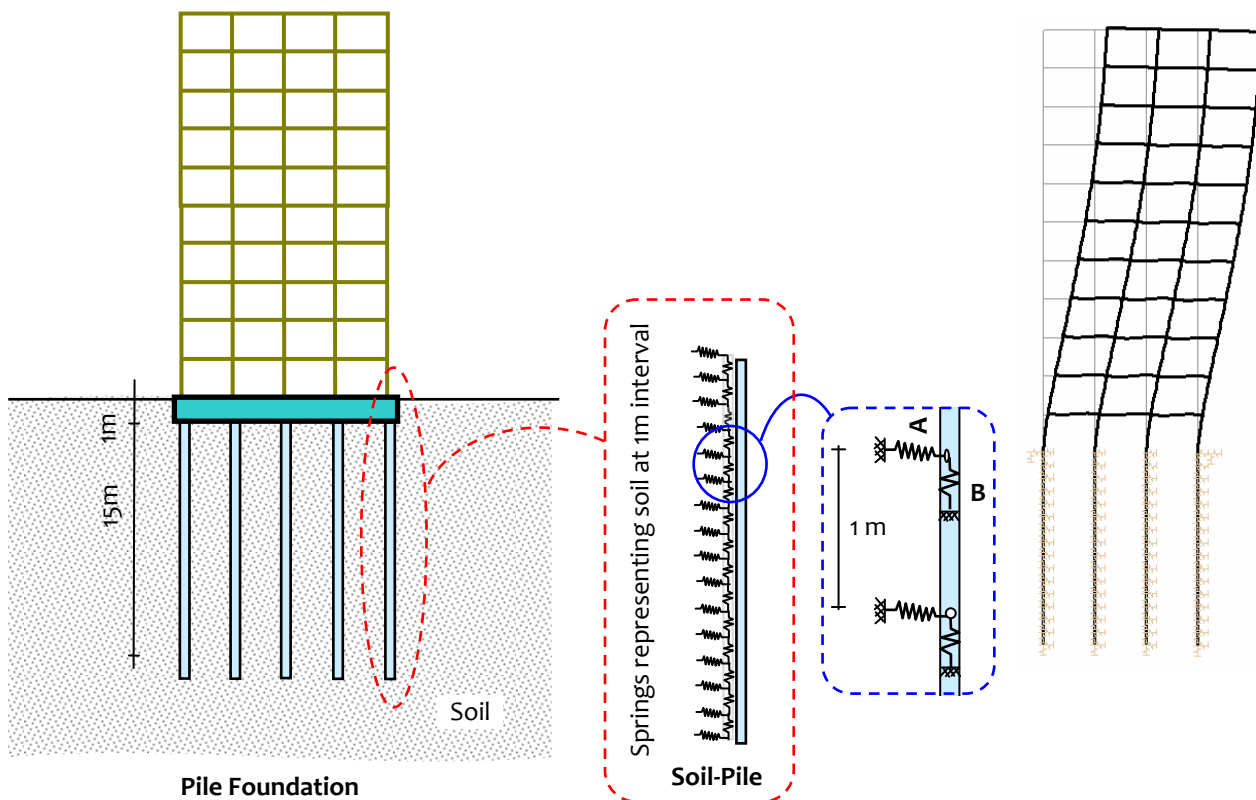 1m
15m
Soil
Pile Foundation
Springs representing soil at 1m interval
Soil-Pile
A
B
1 m